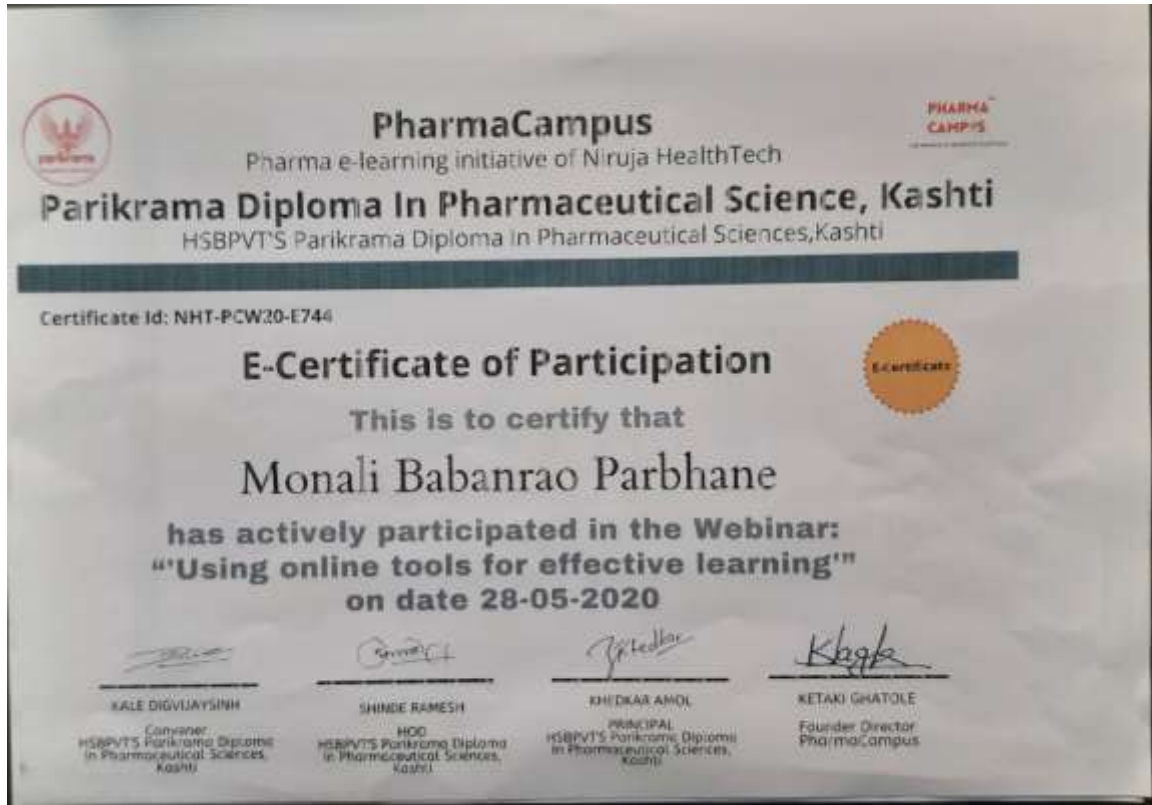 parikrama
PHARMA
CAMPUS
PharmaCampus
Pharma e-learning initiative of Niruja HealthTech
Parikrama Diploma In Pharmaceutical Science, Kashti
HSBPVT'S Parikrama Diploma In Pharmaceutical Sciences,Kashti
Certificate Id: NHT-PCW20-E744
E-Certificate of Participation
E-Certificate
This is to certify that
Monali Babanrao Parbhane
has actively participated in the Webinar:
“'Using online tools for effective learning'”
on date 28-05-2020
KALE DIGVIJAYSINH
Convener
HSBPVT'S Parikrama Diploma
in Pharmaceutical Sciences,
Kashti
SHINDE RAMESH
HOD
HSBPVT'S Parikrama Diploma
in Pharmaceutical Sciences,
Kashti
KHEDKAR AMOL
PRINCIPAL
HSBPVT'S Parikrama Diploma
in Pharmaceutical Sciences,
Kashti
KETAKI GHATOLE
Founder Director
PharmaCampus